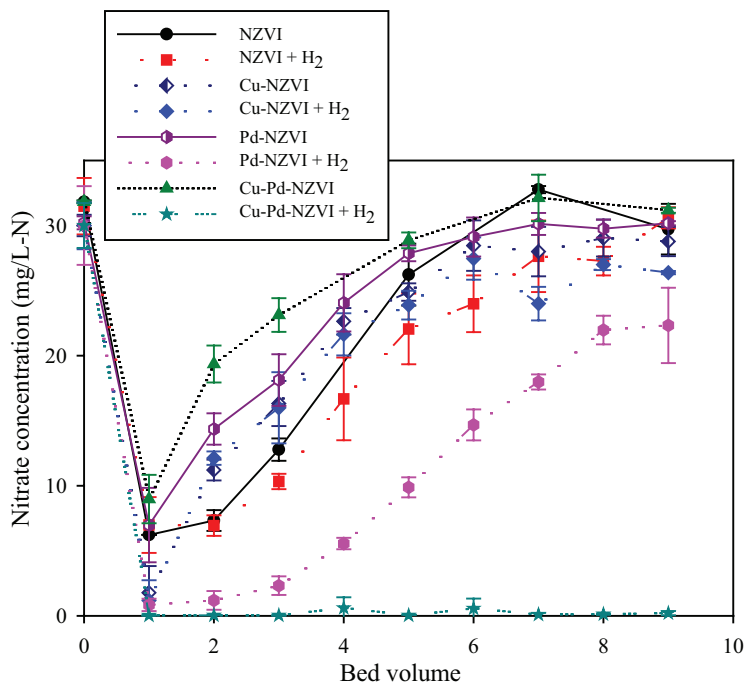 NZVI
NZVI + H2
Cu-NZVI
Cu-NZVI + H2
Pd-NZVI
Pd-NZVI + H2
Cu-Pd-NZVI
Cu-Pd-NZVI + H2
Nitrate concentration (mg/L-N)
30
20
10
0
0 2 4 6 8 10
Bed volume